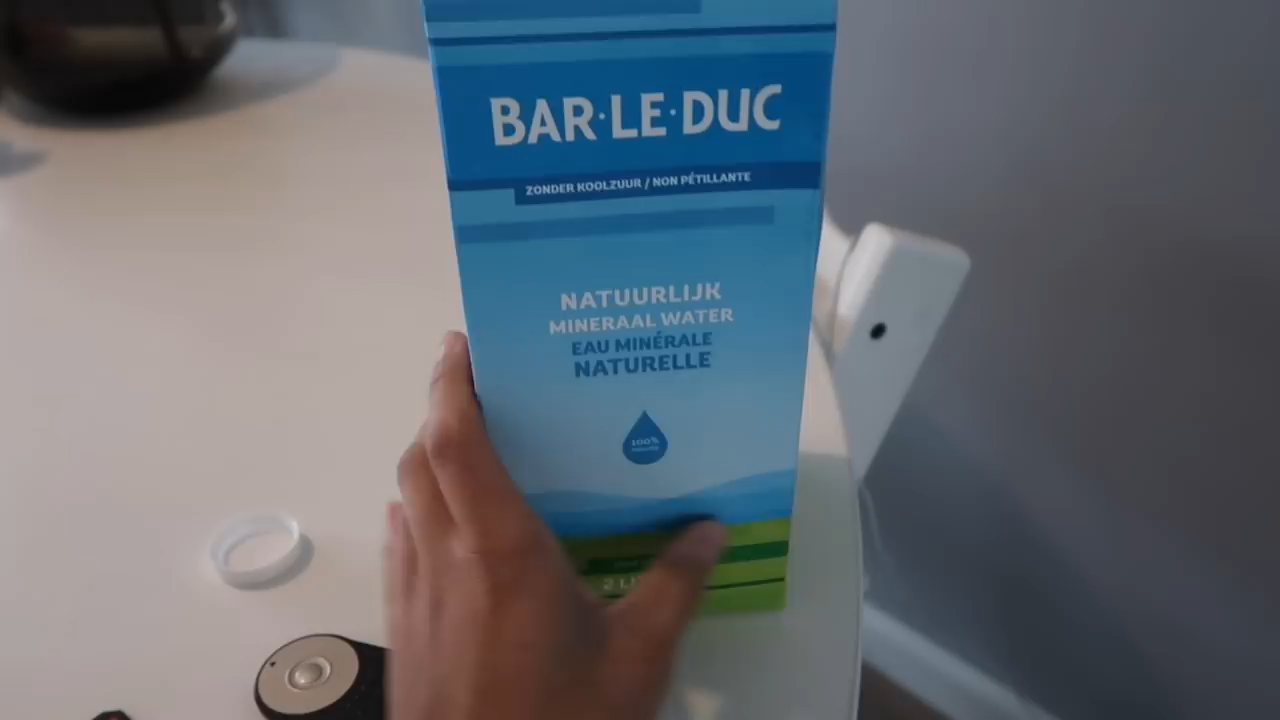 BAR·LE·DUC
ZONDER KOOLZUUR / NON PÉTILLANTE
NATUURLIJK
MINERAAL WATER
EAU MINÉRALE
NATURELLE
100%